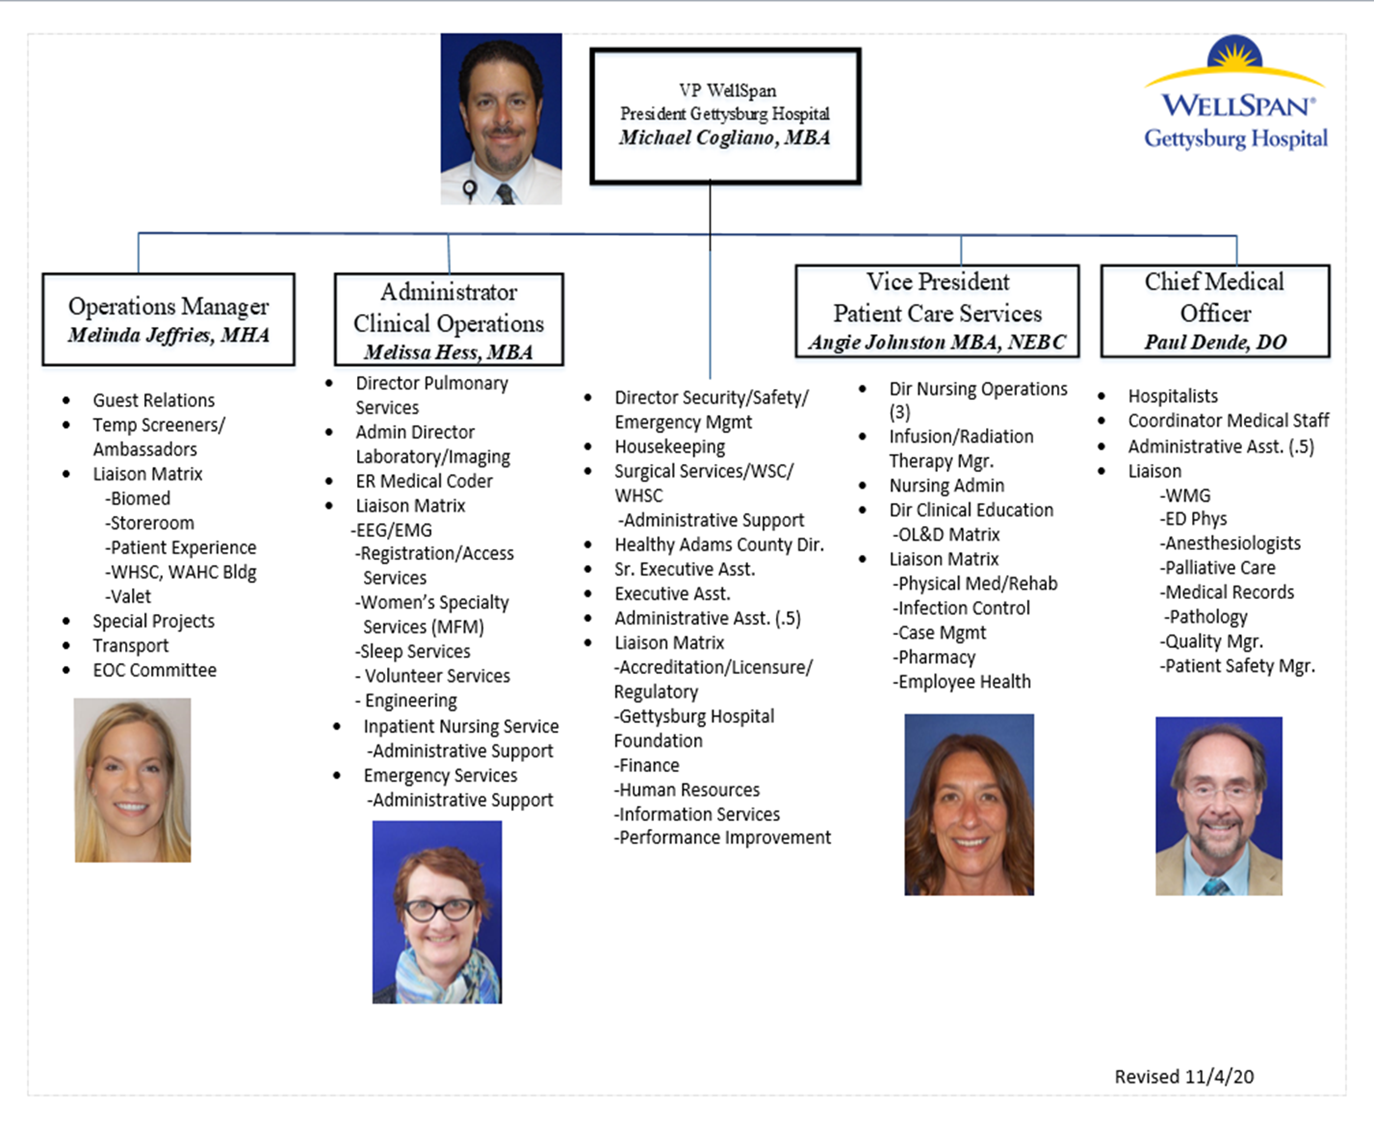 VP WellSpan
President Gettysburg Hospital
Michael Cogliano, MBA
WELLSPAN®
Gettysburg Hospital
Operations Manager
Melinda Jeffries, MHA
• Guest Relations
• Temp Screeners/
Ambassadors
• Liaison Matrix
-Biomed
-Storeroom
-Patient Experience
-WHSC, WAHC Bldg
-Valet
• Special Projects
• Transport
• EOC Committee
Administrator
Clinical Operations
Melissa Hess, MBA
• Director Pulmonary
Services
• Admin Director
Laboratory/Imaging
• ER Medical Coder
• Liaison Matrix
-EEG/EMG
-Registration/Access
Services
-Women’s Specialty
Services (MFM)
-Sleep Services
- Volunteer Services
- Engineering
• Inpatient Nursing Service
-Administrative Support
• Emergency Services
-Administrative Support
• Director Security/Safety/
Emergency Mgmt
• Housekeeping
• Surgical Services/WSC/
WHSC
-Administrative Support
• Healthy Adams County Dir.
• Sr. Executive Asst.
• Executive Asst.
• Administrative Asst. (.5)
• Liaison Matrix
-Accreditation/Licensure/
Regulatory
-Gettysburg Hospital
Foundation
-Finance
-Human Resources
-Information Services
-Performance Improvement
Vice President
Patient Care Services
Angie Johnston MBA, NEBC
• Dir Nursing Operations
(3)
• Infusion/Radiation
Therapy Mgr.
• Nursing Admin
• Dir Clinical Education
-OL&D Matrix
• Liaison Matrix
-Physical Med/Rehab
-Infection Control
-Case Mgmt
-Pharmacy
-Employee Health
Chief Medical
Officer
Paul Dende, DO
• Hospitalists
• Coordinator Medical Staff
• Administrative Asst. (.5)
• Liaison
-WMG
-ED Phys
-Anesthesiologists
-Palliative Care
-Medical Records
-Pathology
-Quality Mgr.
-Patient Safety Mgr.
Revised 11/4/20